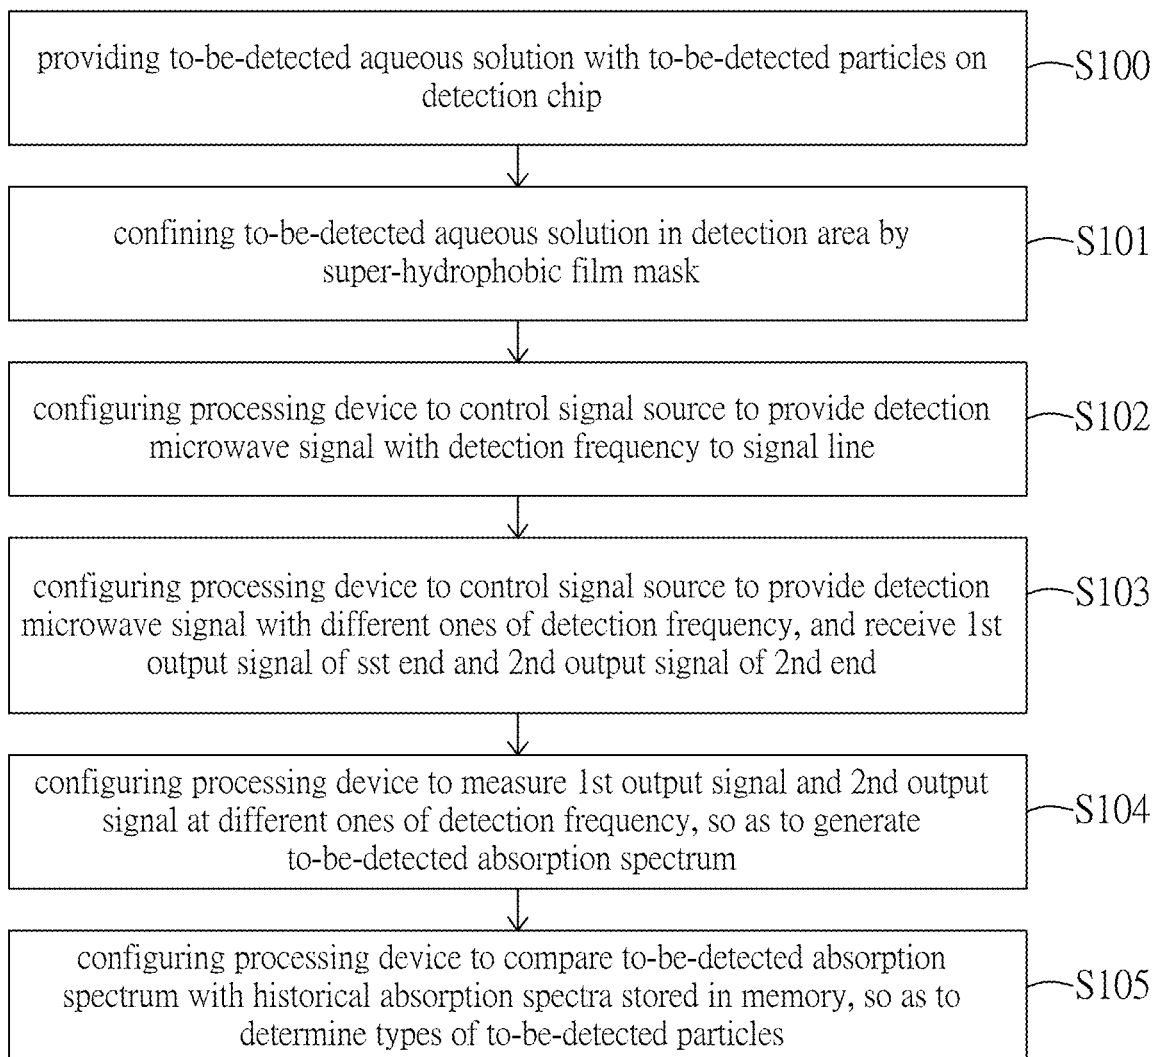 providing to-be-detected aqueous solution with to-be-detected particles on
detection chip
S100
confining to-be-detected aqueous solution in detection area by
super-hydrophobic film mask
S101
configuring processing device to control signal source to provide detection
microwave signal with detection frequency to signal line
S102
configuring processing device to control signal source to provide detection
microwave signal with different ones of detection frequency, and receive 1st
output signal of sst end and 2nd output signal of 2nd end
S103
configuring processing device to measure 1st output signal and 2nd output
signal at different ones of detection frequency, so as to generate
to-be-detected absorption spectrum
S104
configuring processing device to compare to-be-detected absorption
spectrum with historical absorption spectra stored in memory, so as to
determine types of to-be-detected particles
S105